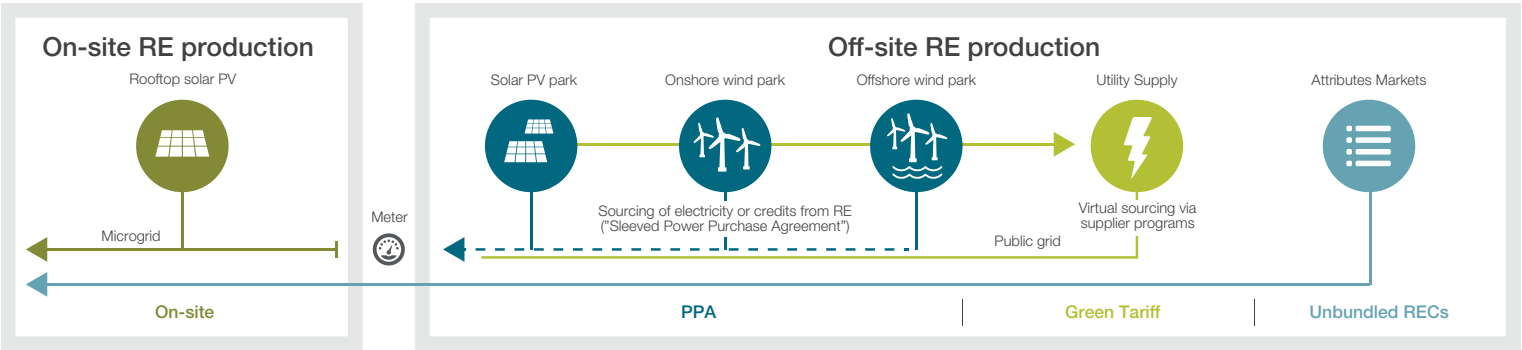 On-site RE production
Rooftop solar PV
Microgrid
On-site
Meter
Off-site RE production
Solar PV park
Onshore wind park
Offshore wind park
Utility Supply
Attributes Markets
Sourcing of electricity or credits from RE
("Sleeved Power Purchase Agreement")
Virtual sourcing via
supplier programs
Public grid
PPA
Green Tariff
Unbundled RECs